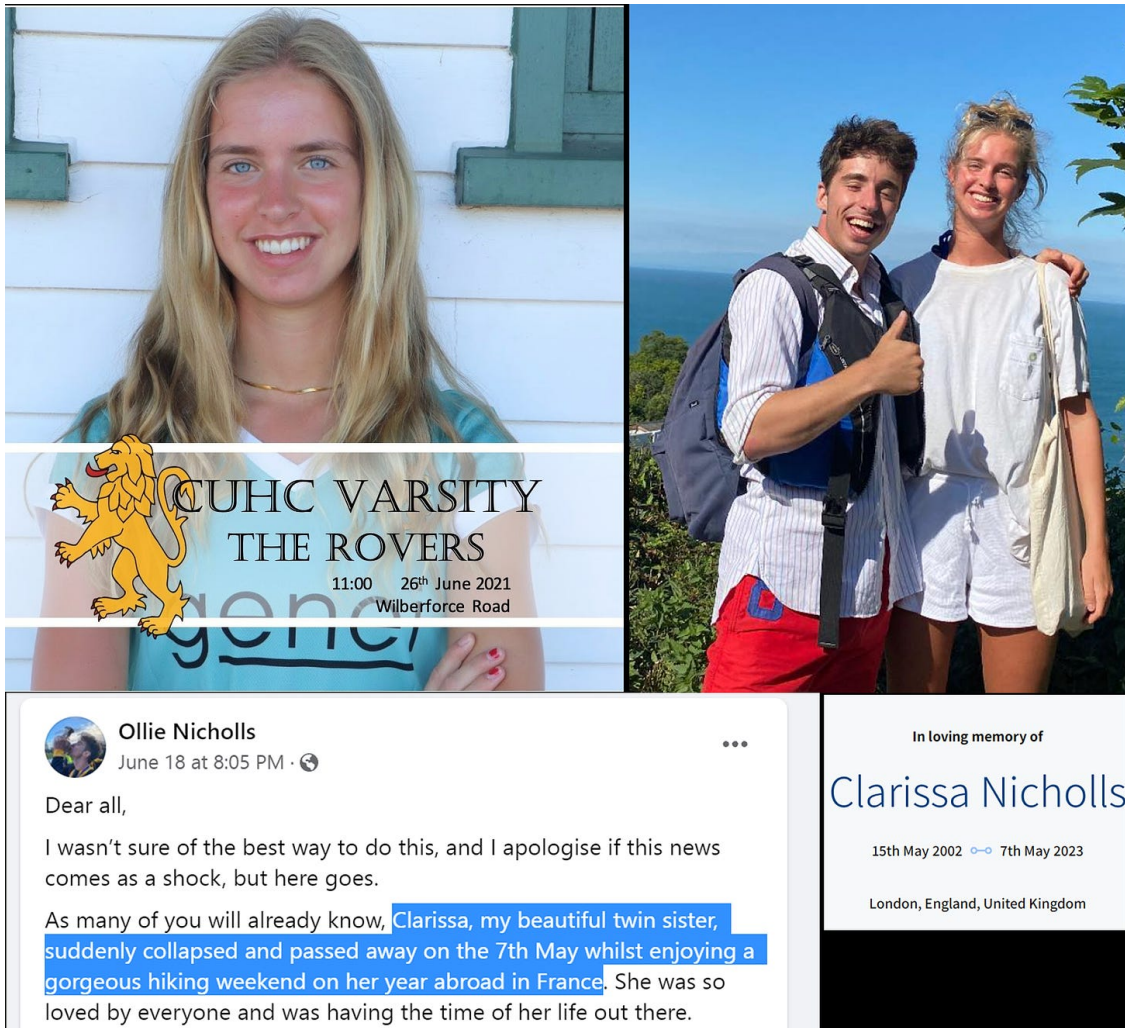 CUHC VARSITY
THE ROVERS
11:00 26th June 2021
Wilberforce Road
gener
Ollie Nicholls
June 18 at 8:05 PM ·
Dear all,
I wasn't sure of the best way to do this, and I apologise if this news
comes as a shock, but here goes.
As many of you will already know, Clarissa, my beautiful twin sister,
suddenly collapsed and passed away on the 7th May whilst enjoying a
gorgeous hiking weekend on her year abroad in France. She was so
loved by everyone and was having the time of her life out there.
In loving memory of
Clarissa Nicholls
15th May 2002 7th May 2023
London, England, United Kingdom